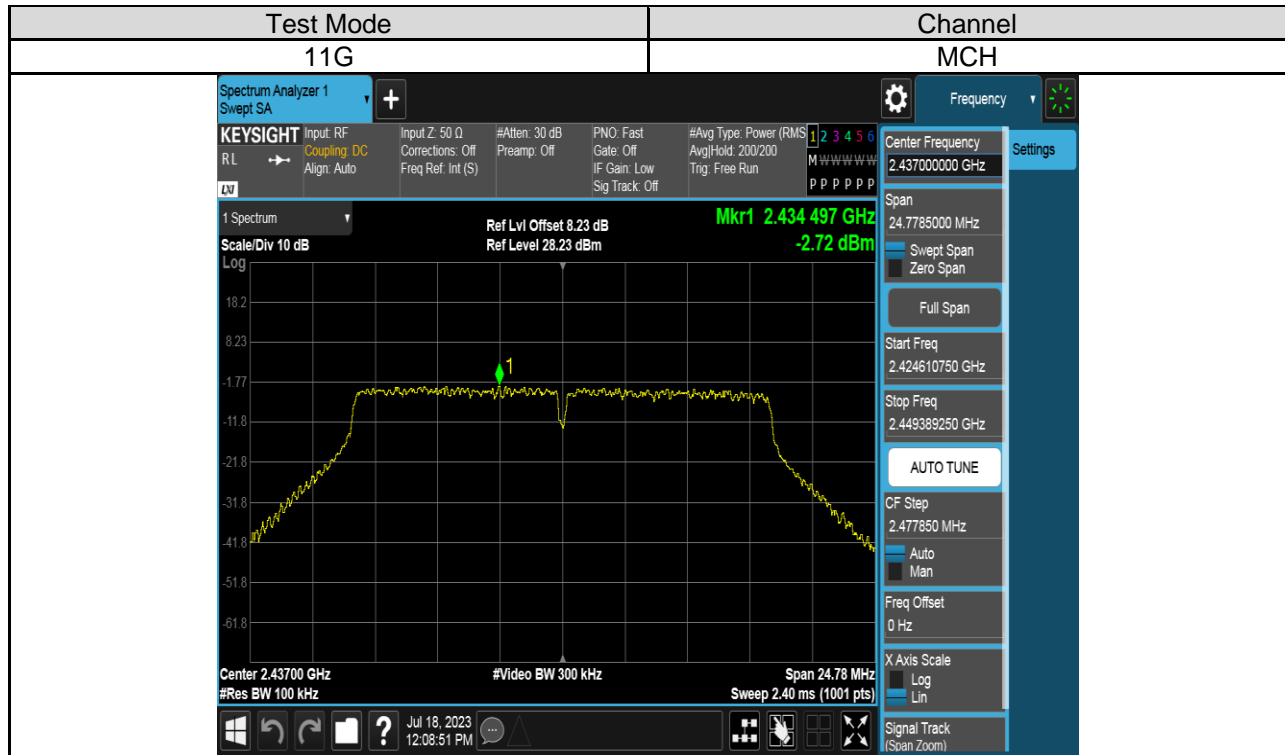 Test Mode Channel
11G MCH
Spectrum Analyzer 1
Swept SA
+
Frequency
KEYSIGHT
RL
LXI
Input: RF
Coupling: DC
Align: Auto
Input Z: 50 Ω
Corrections: Off
Freq Ref: Int (S)
#Atten: 30 dB
Preamp: Off
PNO: Fast
Gate: Off
IF Gain: Low
Sig Track: Off
#Avg Type: Power (RMS
Avg|Hold: 200/200
Trig: Free Run
1 2 3 4 5 6
M W W W W W
P P P P P P
1 Spectrum
Scale/Div 10 dB
Ref Lvl Offset 8.23 dB
Ref Level 28.23 dBm
Mkr1 2.434 497 GHz
-2.72 dBm
Log
18.2
8.23
-1.77
-11.8
-21.8
-31.8
-41.8
-51.8
-61.8
1
Center 2.43700 GHz
#Res BW 100 kHz
#Video BW 300 kHz
Span 24.78 MHz
Sweep 2.40 ms (1001 pts)
?
Jul 18, 2023
12:08:51 PM
Center Frequency
2.437000000 GHz
Span
24.7785000 MHz
Swept Span
Zero Span
Full Span
Start Freq
2.424610750 GHz
Stop Freq
2.449389250 GHz
AUTO TUNE
CF Step
2.477850 MHz
Auto
Man
Freq Offset
0 Hz
X Axis Scale
Log
Lin
Signal Track
(Span Zoom)
Settings